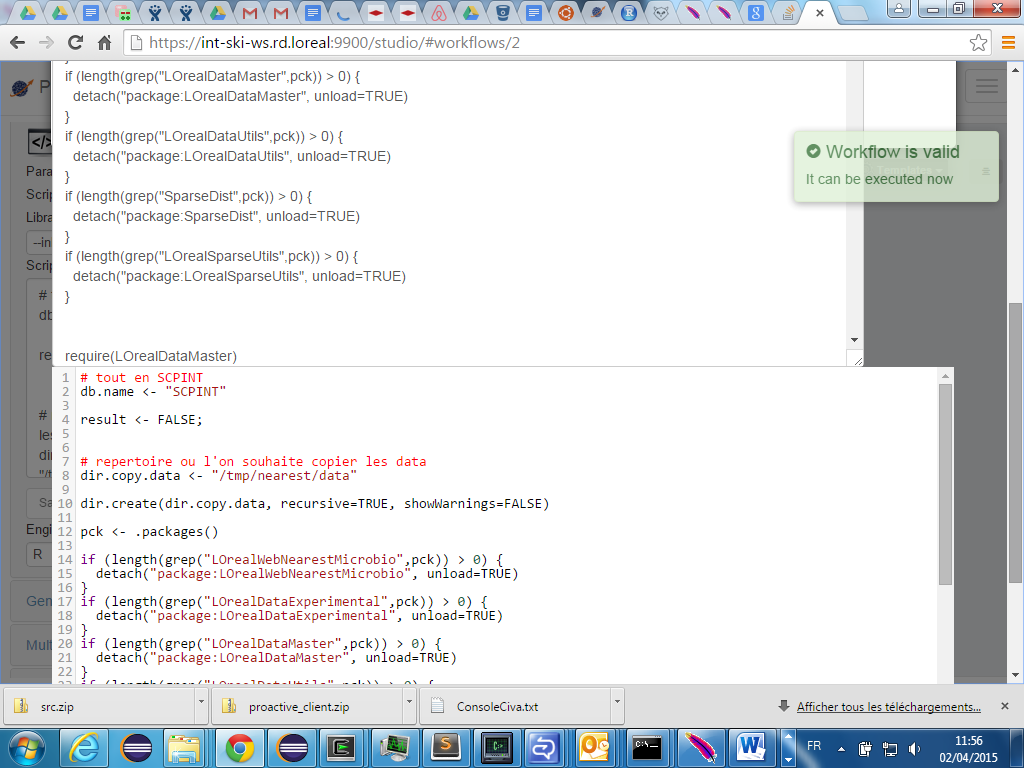 https://int-ski-ws.rd.loreal:9900/studio/#workflows/2
P
if (length(grep("LOrealDataMaster",pck)) > 0) {
detach("package:LOrealDataMaster", unload=TRUE)
}
if (length(grep("LOrealDataUtils",pck)) > 0) {
detach("package:LOrealDataUtils", unload=TRUE)
}
if (length(grep("SparseDist",pck)) > 0) {
detach("package:SparseDist", unload=TRUE)
}
if (length(grep("LOrealSparseUtils",pck)) > 0) {
detach("package:LOrealSparseUtils", unload=TRUE)
}
require(LOrealDataMaster)
Workflow is valid
It can be executed now
</>
Para
Scrip
Libra
--in
Scrip
#
db
re
#
les
dir
"/t
Sa
Engi
R
Gen
Mult
1 # tout en SCPINT
2 db.name <- "SCPINT"
3
4 result <- FALSE;
5
6
7 # repertoire ou l'on souhaite copier les data
8 dir.copy.data <- "/tmp/nearest/data"
9
10 dir.create(dir.copy.data, recursive=TRUE, showWarnings=FALSE)
11
12 pck <- .packages()
13
14 if (length(grep("LOrealWebNearestMicrobio",pck)) > 0) {
15 detach("package:LOrealWebNearestMicrobio", unload=TRUE)
16 }
17 if (length(grep("LOrealDataExperimental",pck)) > 0) {
18 detach("package:LOrealDataExperimental", unload=TRUE)
19 }
20 if (length(grep("LOrealDataMaster",pck)) > 0) {
21 detach("package:LOrealDataMaster", unload=TRUE)
22 }
23 if (length(grep("LOrealDataUtils",pck)) > 0) {
src.zip
proactive_client.zip
ConsoleCiva.txt
Afficher tous les téléchargements...
FR
11:56
02/04/2015